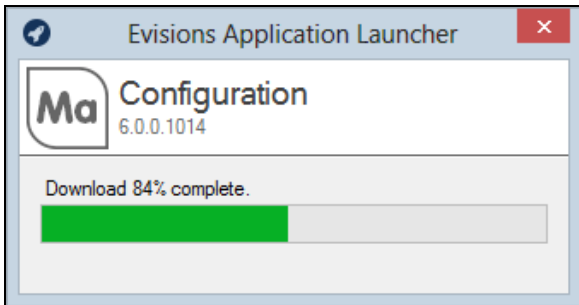 Evisions Application Launcher
Ma
Configuration
6.0.0.1014
Download 84% complete.